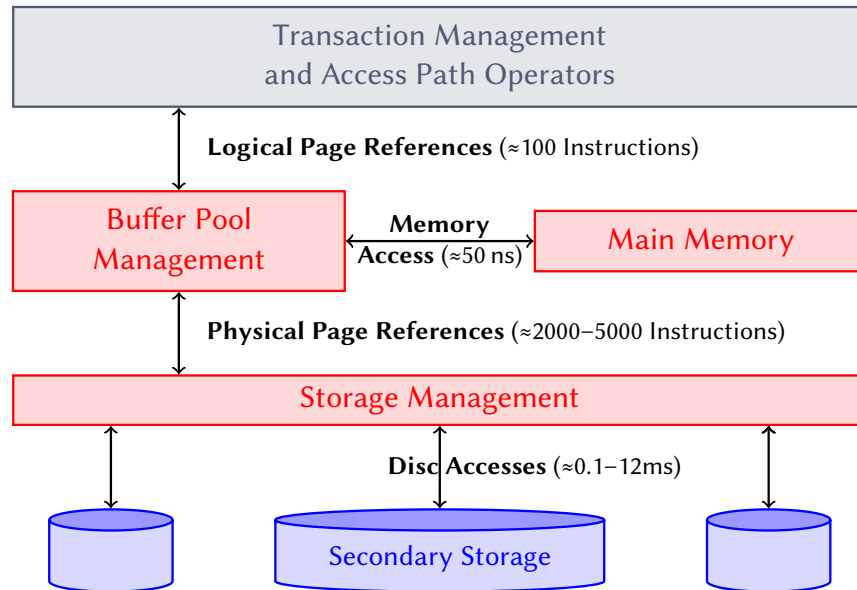 Transaction Management
and Access Path Operators
Logical Page References (≈100 Instructions)
Buffer Pool
Management
Memory
Access (≈50 ns)
Main Memory
Physical Page References (≈2000–5000 Instructions)
Storage Management
Disc Accesses (≈0.1–12ms)
Secondary Storage